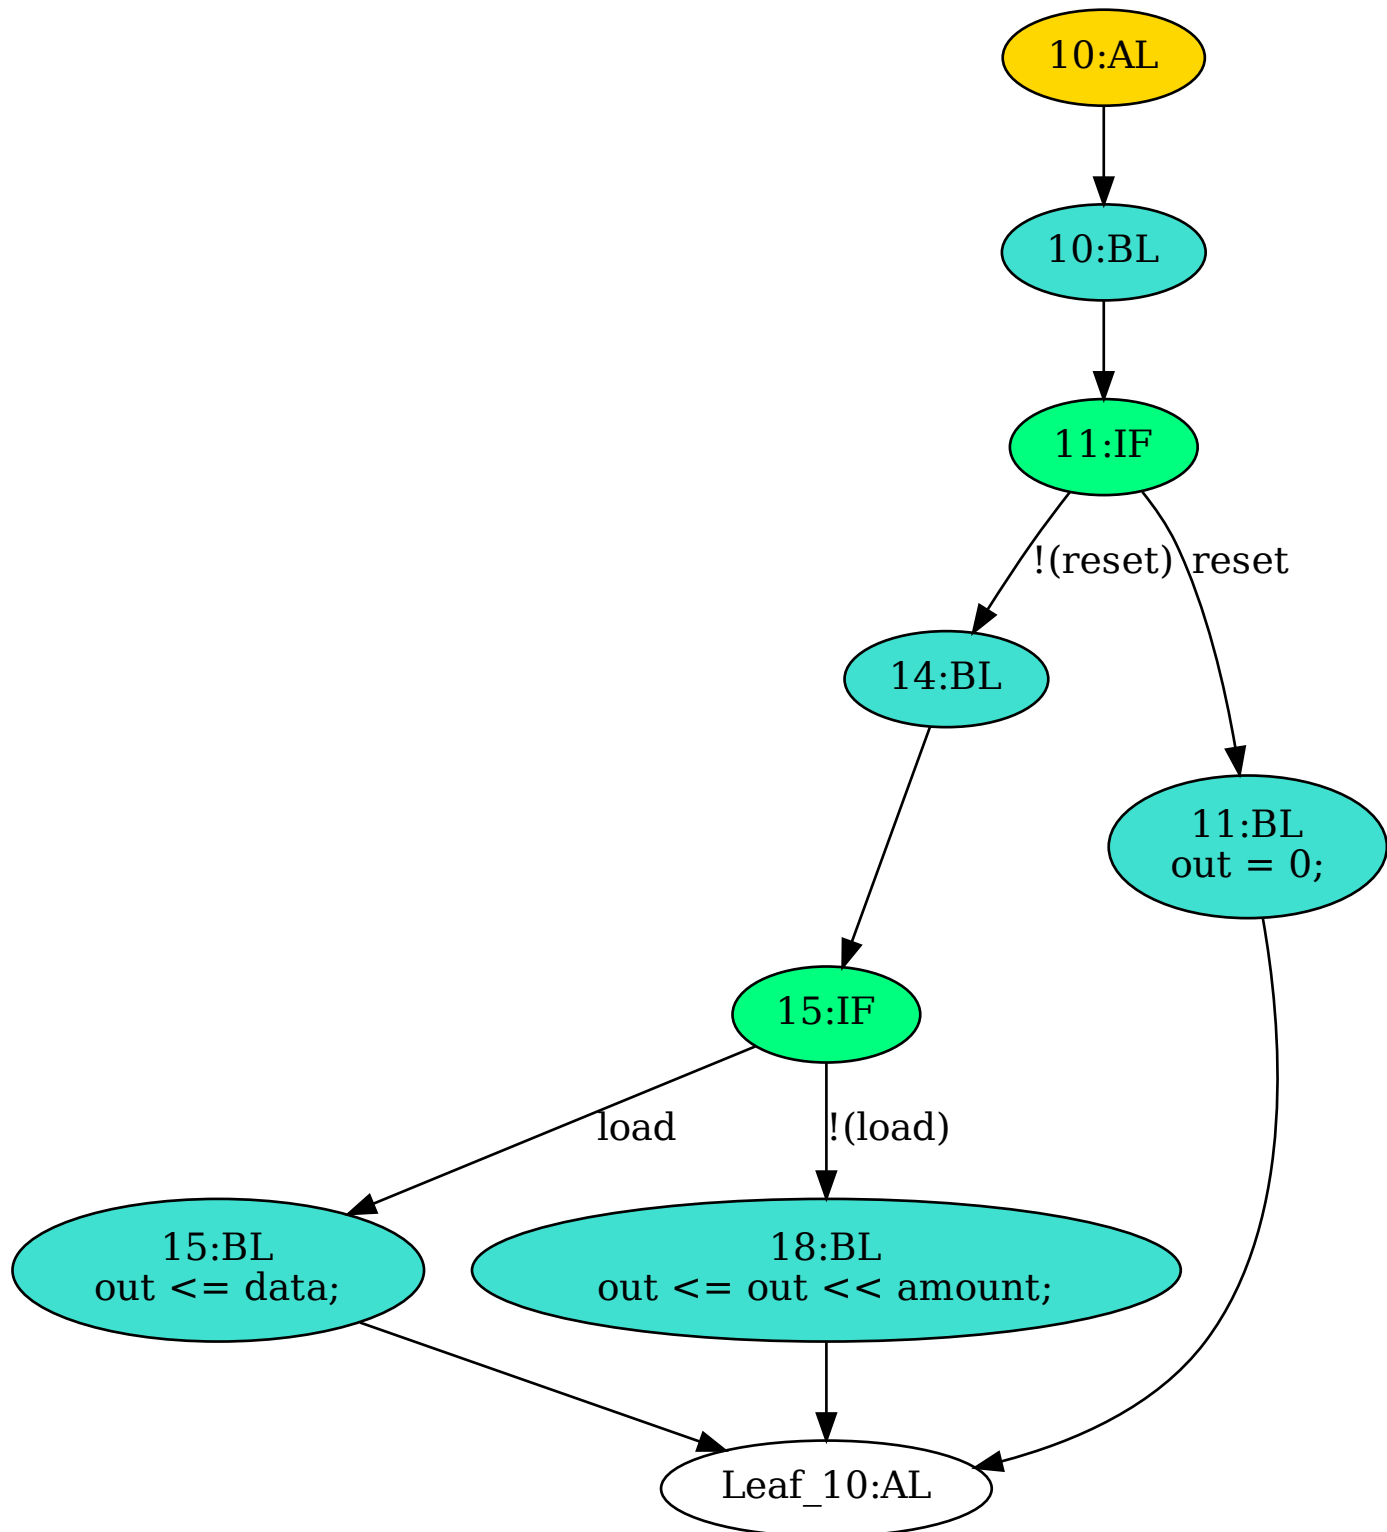 10:AL
10:BL
11:IF
!(reset)
reset
14:BL
11:BL
out = 0;
15:IF
load
!(load)
15:BL
out <= data;
18:BL
out <= out << amount;
Leaf_10:AL